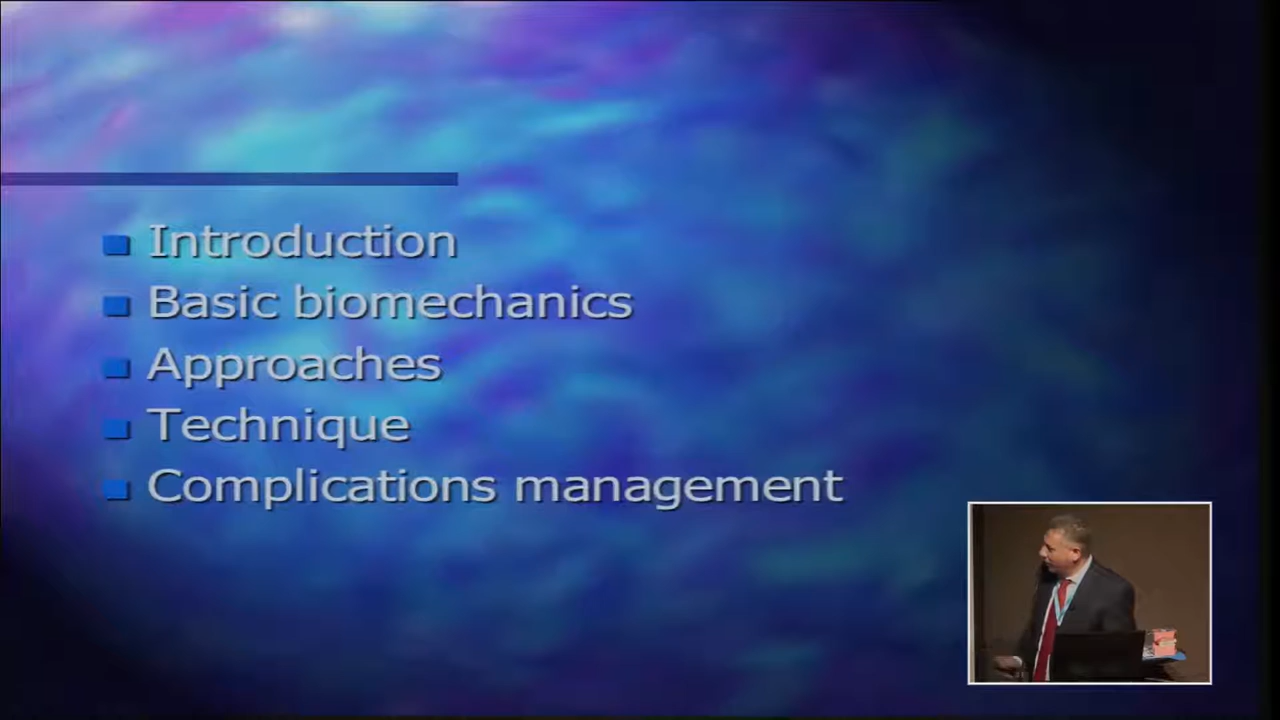 Introduction
Basic biomechanics
Approaches
Technique
Complications management